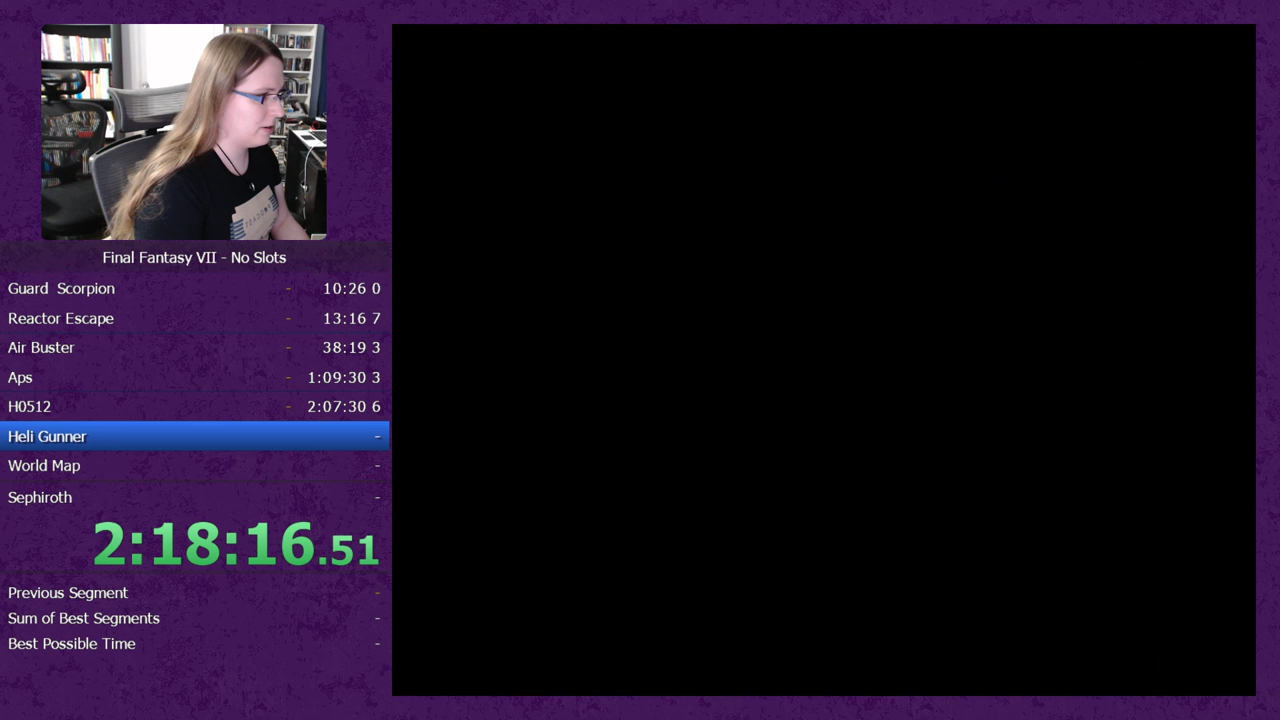 Final Fantasy VII - No Slots
Guard Scorpion - 10:26 0
Reactor Escape - 13:16 7
Air Buster - 38:19 3
Aps - 1:09:30 3
H0512 - 2:07:30 6
Heli Gunner -
World Map -
Sephiroth -
2:18:16.51
Previous Segment -
Sum of Best Segments -
Best Possible Time -